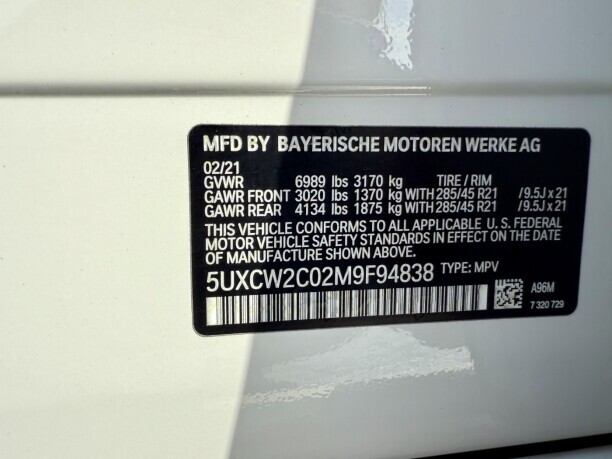 MFD BY BAYERISCHE MOTOREN WERKE AG
02/21
GVWR 6989 lbs 3170 kg TIRE / RIM
GAWR FRONT 3020 lbs 1370 kg WITH 285/45 R21 / 9.5J x 21
GAWR REAR 4134 lbs 1875 kg WITH 285/45 R21 / 9.5J x 21
THIS VEHICLE CONFORMS TO ALL APPLICABLE U. S. FEDERAL
MOTOR VEHICLE SAFETY STANDARDS IN EFFECT ON THE DATE
OF MANUFACTURE SHOWN ABOVE.
5UXCW2C02M9F94838 TYPE: MPV
A96M
7 320 729